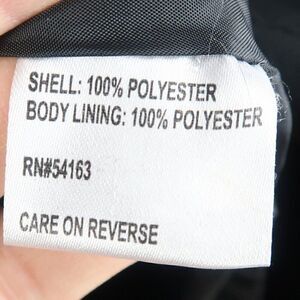 SHELL: 100% POLYESTER
BODY LINING: 100% POLYESTER
RN#54163
CARE ON REVERSE